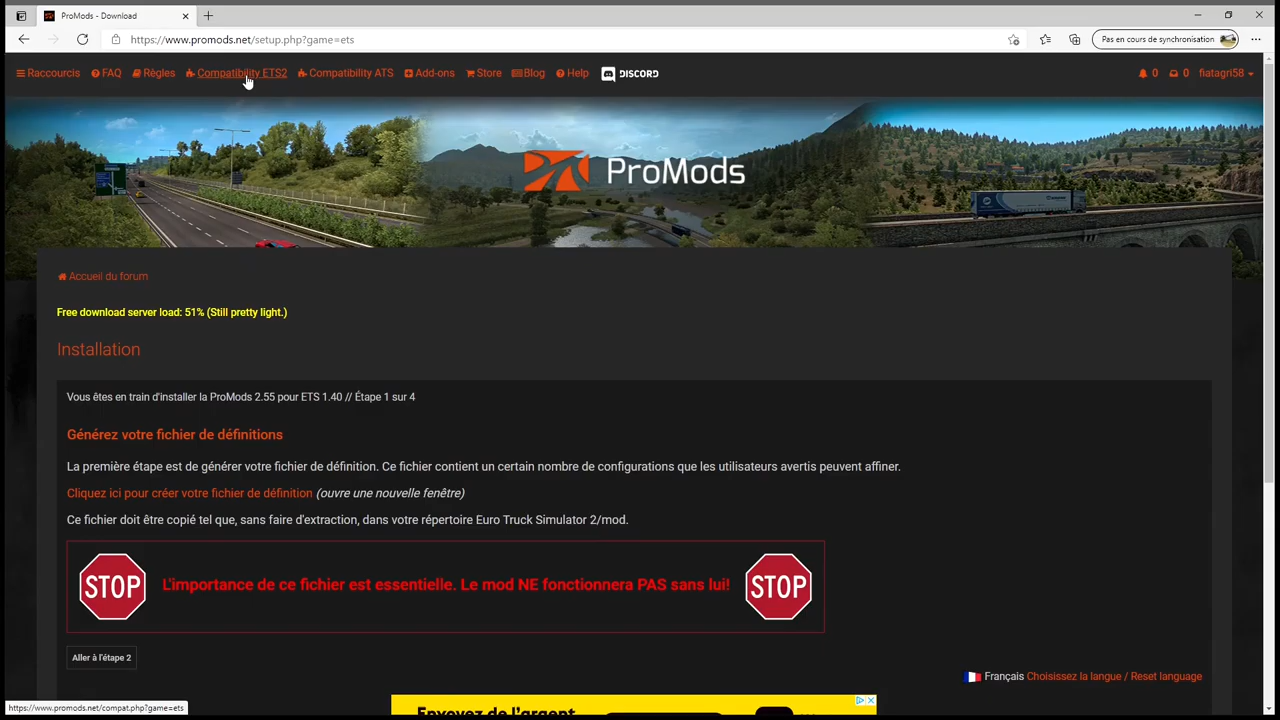 ProMods - Download
https://www.promods.net/setup.php?game=ets
Pas en cours de synchronisation
Raccourcis FAQ Règles Compatibility ETS2 Compatibility ATS Add-ons Store Blog Help DISCORD 0 0 fiatagri58
ProMods
Accueil du forum
Free download server load: 51% (Still pretty light.)
Installation
Vous êtes en train d'installer la ProMods 2.55 pour ETS 1.40 // Étape 1 sur 4
Générez votre fichier de définitions
La première étape est de générer votre fichier de définition. Ce fichier contient un certain nombre de configurations que les utilisateurs avertis peuvent affiner.
Cliquez ici pour créer votre fichier de définition (ouvre une nouvelle fenêtre)
Ce fichier doit être copié tel que, sans faire d'extraction, dans votre répertoire Euro Truck Simulator 2/mod.
STOP L'importance de ce fichier est essentielle. Le mod NE fonctionnera PAS sans lui! STOP
Aller à l'étape 2
Français Choisissez la langue / Reset language
https://www.promods.net/compat.php?game=ets
Envoyez de l'argent